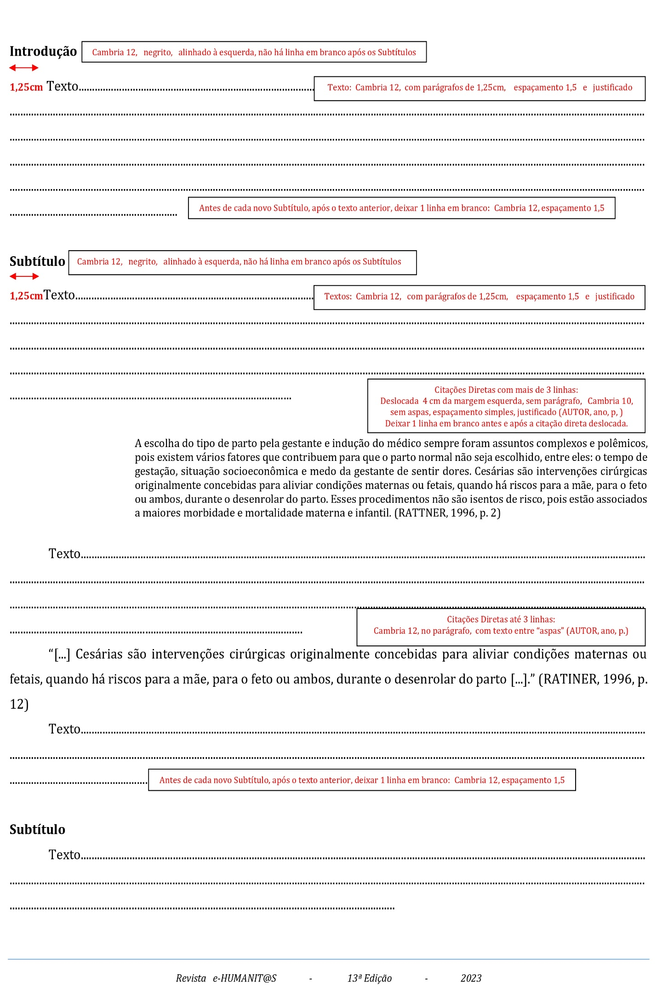 Introdução Cambria 12, negrito, alinhado à esquerda, não há linha em branco após os Subtítulos
1,25cm Texto.......................................................................................... Texto: Cambria 12, com parágrafos de 1,25cm, espaçamento 1,5 e justificado
Antes de cada novo Subtítulo, após o texto anterior, deixar 1 linha em branco: Cambria 12, espaçamento 1,5
Subtítulo Cambria 12, negrito, alinhado à esquerda, não há linha em branco após os Subtítulos
1,25cmTexto.......................................................................................... Textos: Cambria 12, com parágrafos de 1,25cm, espaçamento 1,5 e justificado
Citações Diretas com mais de 3 linhas:
Deslocada 4 cm da margem esquerda, sem parágrafo, Cambria 10,
sem aspas, espaçamento simples, justificado (AUTOR, ano, p, )
Deixar 1 linha em branco antes e após a citação direta deslocada.
A escolha do tipo de parto pela gestante e indução do médico sempre foram assuntos complexos e polêmicos,
pois existem vários fatores que contribuem para que o parto normal não seja escolhido, entre eles: o tempo de
gestação, situação socioeconômica e medo da gestante de sentir dores. Cesárias são intervenções cirúrgicas
originalmente concebidas para aliviar condições maternas ou fetais, quando há riscos para a mãe, para o feto
ou ambos, durante o desenrolar do parto. Esses procedimentos não são isentos de risco, pois estão associados
a maiores morbidade e mortalidade materna e infantil. (RATTNER, 1996, p. 2)
Texto..........................................................................................
Citações Diretas até 3 linhas:
Cambria 12, no parágrafo, com texto entre “aspas” (AUTOR, ano, p.)
“[...] Cesárias são intervenções cirúrgicas originalmente concebidas para aliviar condições maternas ou
fetais, quando há riscos para a mãe, para o feto ou ambos, durante o desenrolar do parto [...].” (RATINER, 1996, p.
12)
Texto..........................................................................................
Antes de cada novo Subtítulo, após o texto anterior, deixar 1 linha em branco: Cambria 12, espaçamento 1,5
Subtítulo
Texto..........................................................................................
Revista e-HUMANIT@S - 13ª Edição - 2023